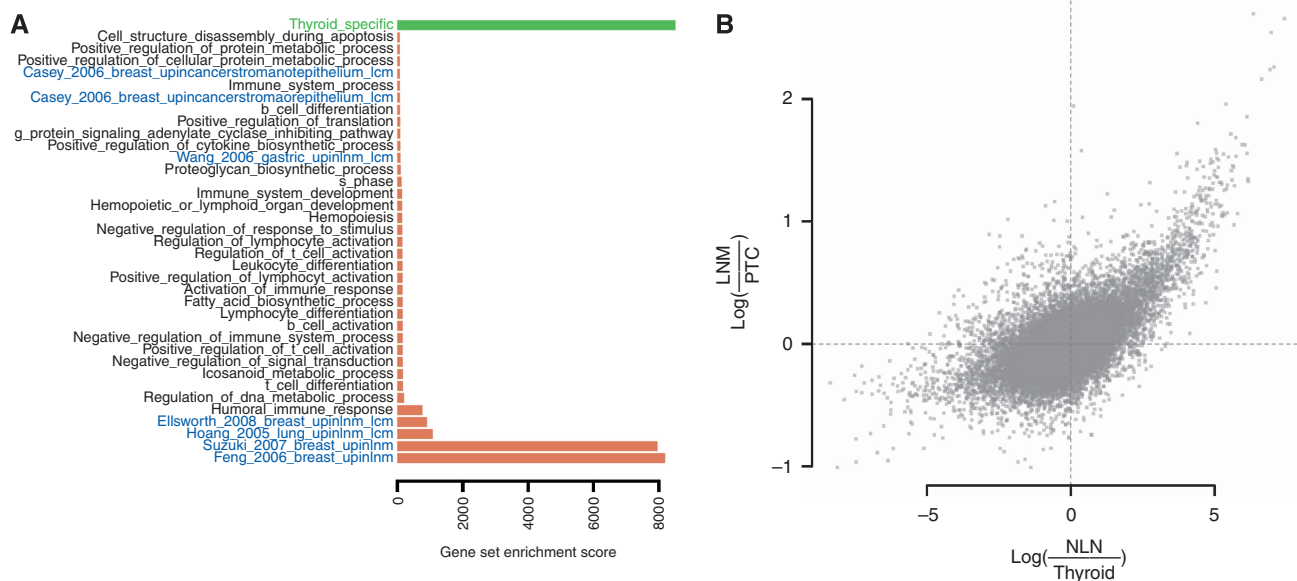 A
Thyroid_specific
Cell_structure_disassembly_during_apoptosis
Positive_regulation_of_protein_metabolic_process
Positive_regulation_of_cellular_protein_metabolic_process
Casey_2006_breast_upincancerstromanotepithelium_lcm
Immune_system_process
Casey_2006_breast_upincancerstromaorepithelium_lcm
b_cell_differentiation
Positive_regulation_of_translation
g_protein_signaling_adenylate_cyclase_inhibiting_pathway
Positive_regulation_of_cytokine_biosynthetic_process
Wang_2006_gastric_upinlnm_lcm
Proteoglycan_biosynthetic_process
s_phase
Immune_system_development
Hemopoietic_or_lymphoid_organ_development
Hemopoiesis
Negative_regulation_of_response_to_stimulus
Regulation_of_lymphocyte_activation
Regulation_of_t_cell_activation
Leukocyte_differentiation
Positive_regulation_of_lymphocyt_activation
Activation_of_immune_response
Fatty_acid_biosynthetic_process
Lymphocyte_differentiation
b_cell_activation
Negative_regulation_of_immune_system_process
Positive_regulation_of_t_cell_activation
Negative_regulation_of_signal_transduction
Icosanoid_metabolic_process
t_cell_differentiation
Regulation_of_dna_metabolic_process
Humoral_immune_response
Ellsworth_2008_breast_upinlnm_lcm
Hoang_2005_lung_upinlnm_lcm
Suzuki_2007_breast_upinlnm
Feng_2006_breast_upinlnm
0 2000 4000 6000 8000
Gene set enrichment score
B
2
1
0
−1
Log(LNM/PTC)
−5 0 5
Log(NLN/Thyroid)